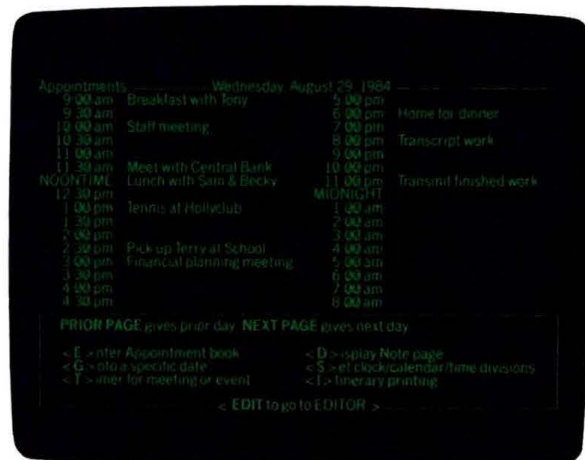 Appointments Wednesday, August 29, 1984
9:00 am Breakfast with Tony 5:00 pm
9:30 am 6:00 pm Home for dinner
10:00 am Staff meeting 7:00 pm
10:30 am 8:00 pm Transcript work
11:00 am 9:00 pm
11:30 am Meet with Central Bank 10:00 pm
NOONTIME Lunch with Sam & Becky 11:00 pm Transmit finished work
12:30 pm MIDNIGHT
1:00 pm Tennis at Hollyclub 1:00 am
1:30 pm 2:00 am
2:00 pm 3:00 am
2:30 pm Pick up Terry at School 4:00 am
3:00 pm Financial planning meeting 5:00 am
3:30 pm 6:00 am
4:00 pm 7:00 am
4:30 pm 8:00 am
PRIOR PAGE gives prior day NEXT PAGE gives next day
< E > nter Appointment book < D > isplay Note page
< G > oto a specific date < S > et clock/calendar/time divisions
< T > imer for meeting or event < I > tinerary printing
< EDIT to go to EDITOR >